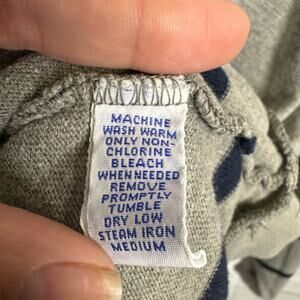 MACHINE
WASH WARM
ONLY NON-
CHLORINE
BLEACH
WHEN NEEDED
REMOVE
PROMPTLY
TUMBLE
DRY LOW
STEAM IRON
MEDIUM